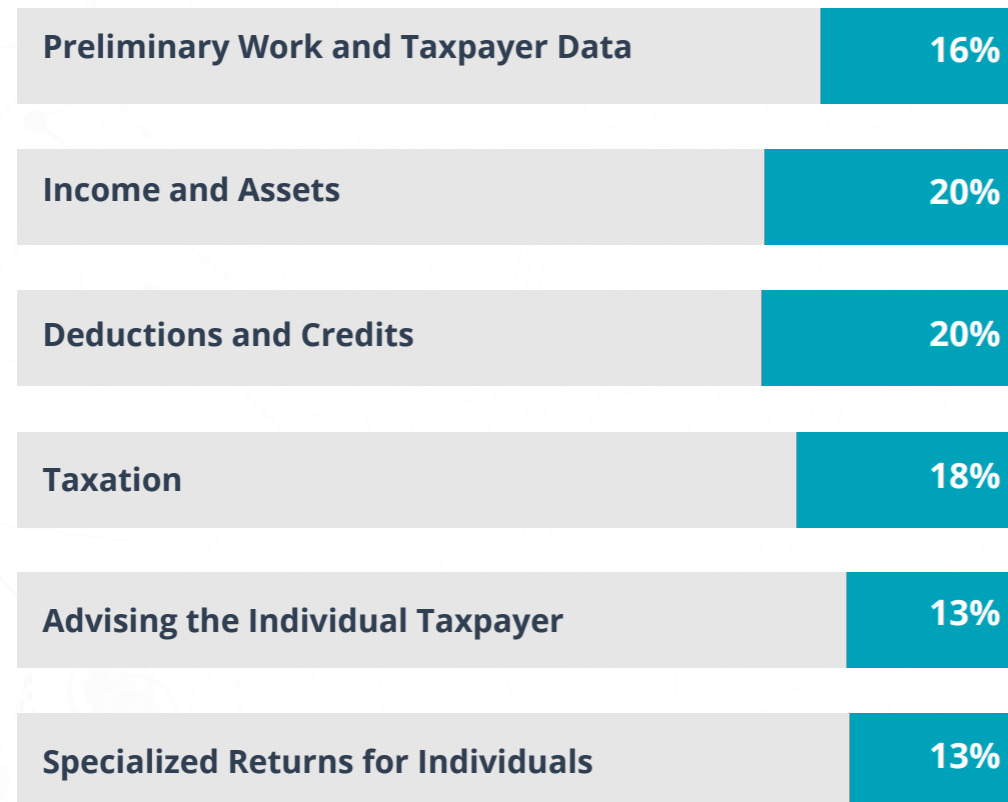 Preliminary Work and Taxpayer Data 16%
Income and Assets 20%
Deductions and Credits 20%
Taxation 18%
Advising the Individual Taxpayer 13%
Specialized Returns for Individuals 13%